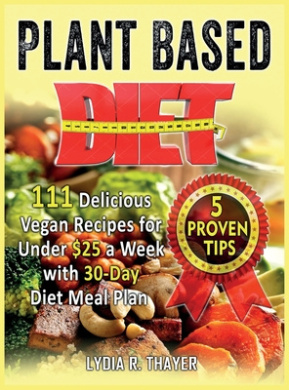 PLANT BASED
DIET
111 Delicious
Vegan Recipes for
Under $25 a Week
with 30-Day
Diet Meal Plan
5
PROVEN
TIPS
LYDIA R. THAYER